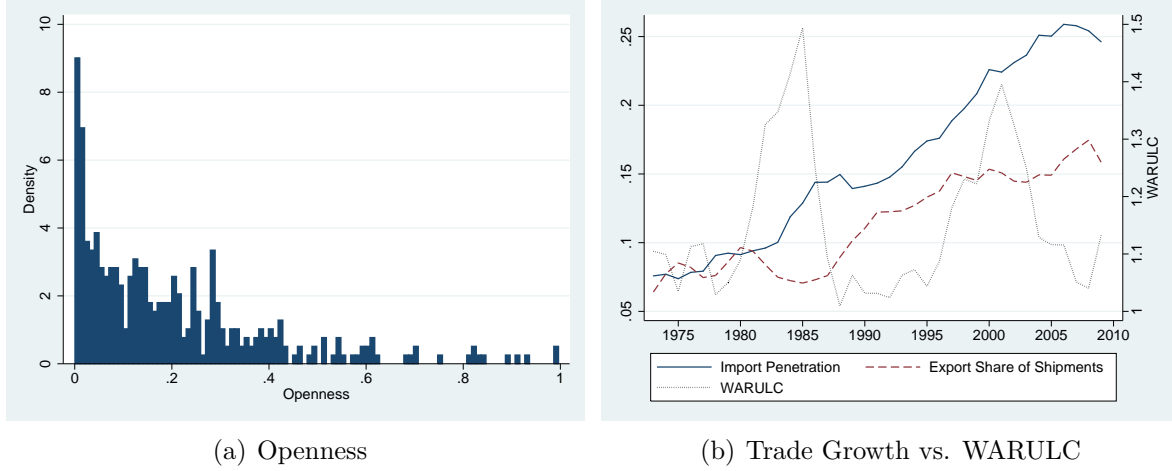 10
8
6
4
2
0
Density
0 .2 .4 .6 .8 1
Openness
(a) Openness
.25
.2
.15
.1
.05
1.5
1.4
1.3
1.2
1.1
1
WARULC
1975 1980 1985 1990 1995 2000 2005 2010
Import Penetration Export Share of Shipments
WARULC
(b) Trade Growth vs. WARULC